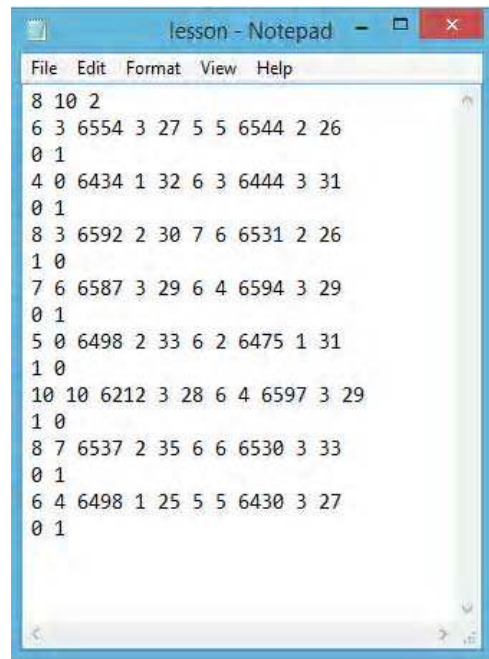 lesson - Notepad
File Edit Format View Help
8 10 2
6 3 6554 3 27 5 5 6544 2 26
0 1
4 0 6434 1 32 6 3 6444 3 31
0 1
8 3 6592 2 30 7 6 6531 2 26
1 0
7 6 6587 3 29 6 4 6594 3 29
0 1
5 0 6498 2 33 6 2 6475 1 31
1 0
10 10 6212 3 28 6 4 6597 3 29
1 0
8 7 6537 2 35 6 6 6530 3 33
0 1
6 4 6498 1 25 5 5 6430 3 27
0 1